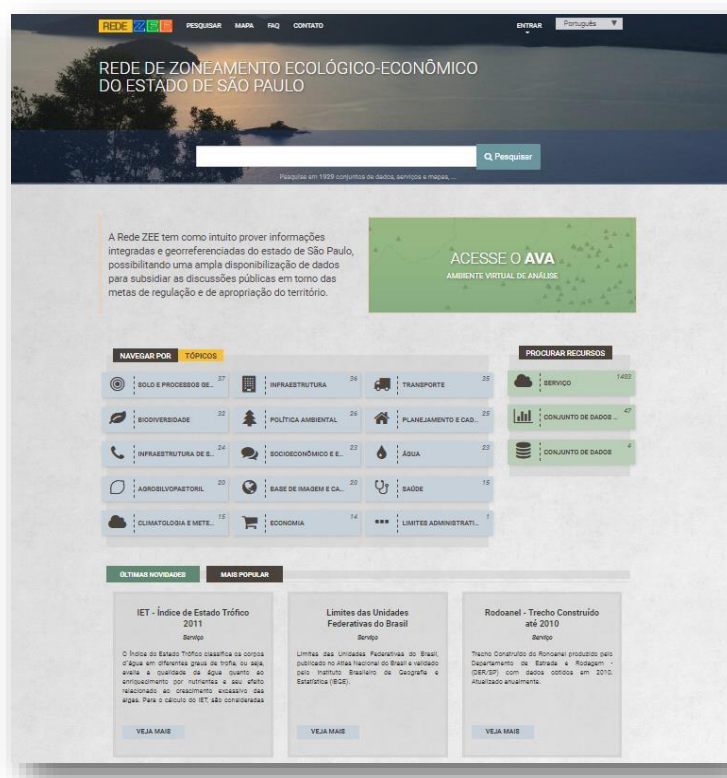 REDE ZEE PESQUISAR MAPA FAQ CONTATO ENTRAR Português
REDE DE ZONEAMENTO ECOLÓGICO-ECONÔMICO
DO ESTADO DE SÃO PAULO
Pesquisar
Pesquise em 1929 conjuntos de dados, serviços e mapas, ...
A Rede ZEE tem como intuito prover informações
integradas e georreferenciadas do estado de São Paulo,
possibilitando uma ampla disponibilização de dados
para subsidiar as discussões públicas em torno das
metas de regulação e de apropriação do território.
ACESSE O AVA
AMBIENTE VIRTUAL DE ANÁLISE
NAVEGAR POR TÓPICOS
SOLO E PROCESSOS GE... 37
INFRAESTRUTURA 36
TRANSPORTE 35
BIODIVERSIDADE 32
POLÍTICA AMBIENTAL 26
PLANEJAMENTO E CAD... 25
INFRAESTRUTURA DE S... 24
SOCIOECONÔMICO E E... 23
ÁGUA 23
AGROSILVOPASTORIL 20
BASE DE IMAGEM E CA... 20
SAÚDE 15
CLIMATOLOGIA E METE... 15
ECONOMIA 14
LIMITES ADMINISTRATI... 1
PROCURAR RECURSOS
SERVIÇO
CONJUNTO DE DADOS ... 47
CONJUNTO DE DADOS 4
ÚLTIMAS NOVIDADES MAIS POPULAR
IET - Índice de Estado Trófico
2011
Serviço
O Índice de Estado Trófico classifica os corpos
d'água em diferentes graus de trofia, ou seja,
avalia a qualidade da água quanto ao
enriquecimento por nutrientes e seu efeito
relacionado ao crescimento excessivo das
algas. Para o cálculo do IET, são consideradas
VEJA MAIS
Limites das Unidades
Federativas do Brasil
Serviço
Limites das Unidades Federativas do Brasil,
publicado no Atlas Nacional do Brasil e validado
pelo Instituto Brasileiro de Geografia e
Estatística (IBGE).
VEJA MAIS
Rodoanel - Trecho Construído
até 2010
Serviço
Trecho Construído do Ronoanel produzido pelo
Departamento de Estrada e Rodagem -
(DER/SP) com dados obtidos em 2010.
Atualizado anualmente.
VEJA MAIS